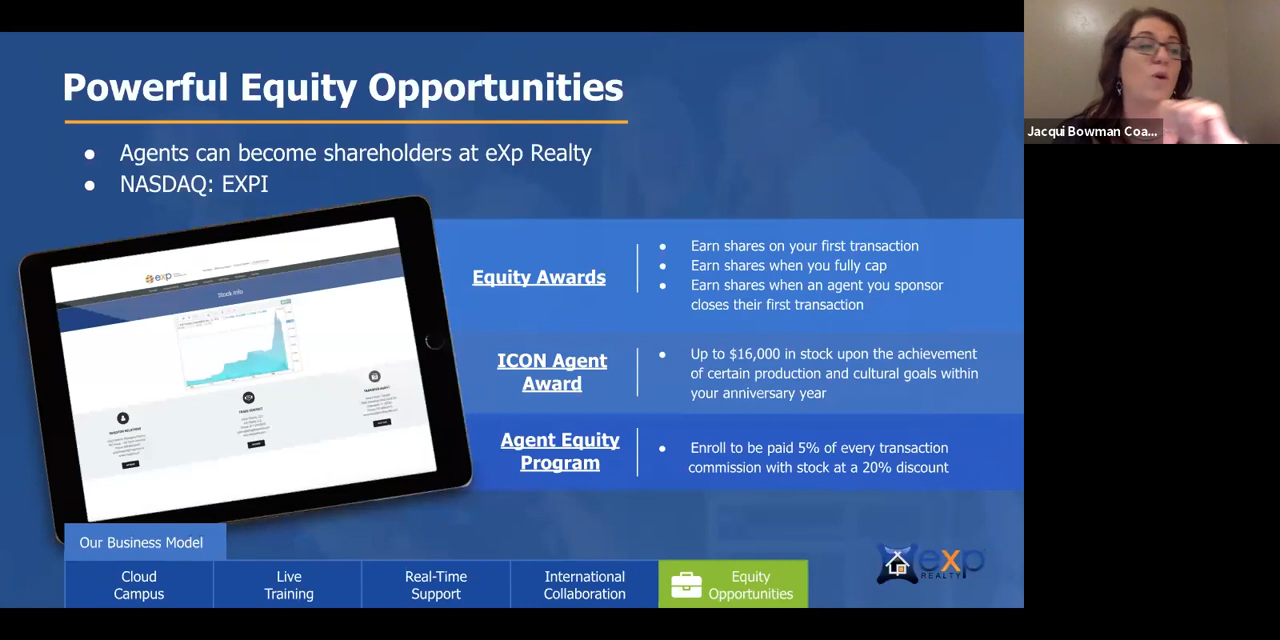 Powerful Equity Opportunities
● Agents can become shareholders at eXp Realty
● NASDAQ: EXPI
exp
Stock Info
Equity Awards
● Earn shares on your first transaction
● Earn shares when you fully cap
● Earn shares when an agent you sponsor
closes their first transaction
ICON Agent
Award
● Up to $16,000 in stock upon the achievement
of certain production and cultural goals within
your anniversary year
Agent Equity
Program
● Enroll to be paid 5% of every transaction
commission with stock at a 20% discount
Our Business Model
Cloud
Campus
Live
Training
Real-Time
Support
International
Collaboration
Equity
Opportunities
exp
REALTY
Jacqui Bowman Coa...